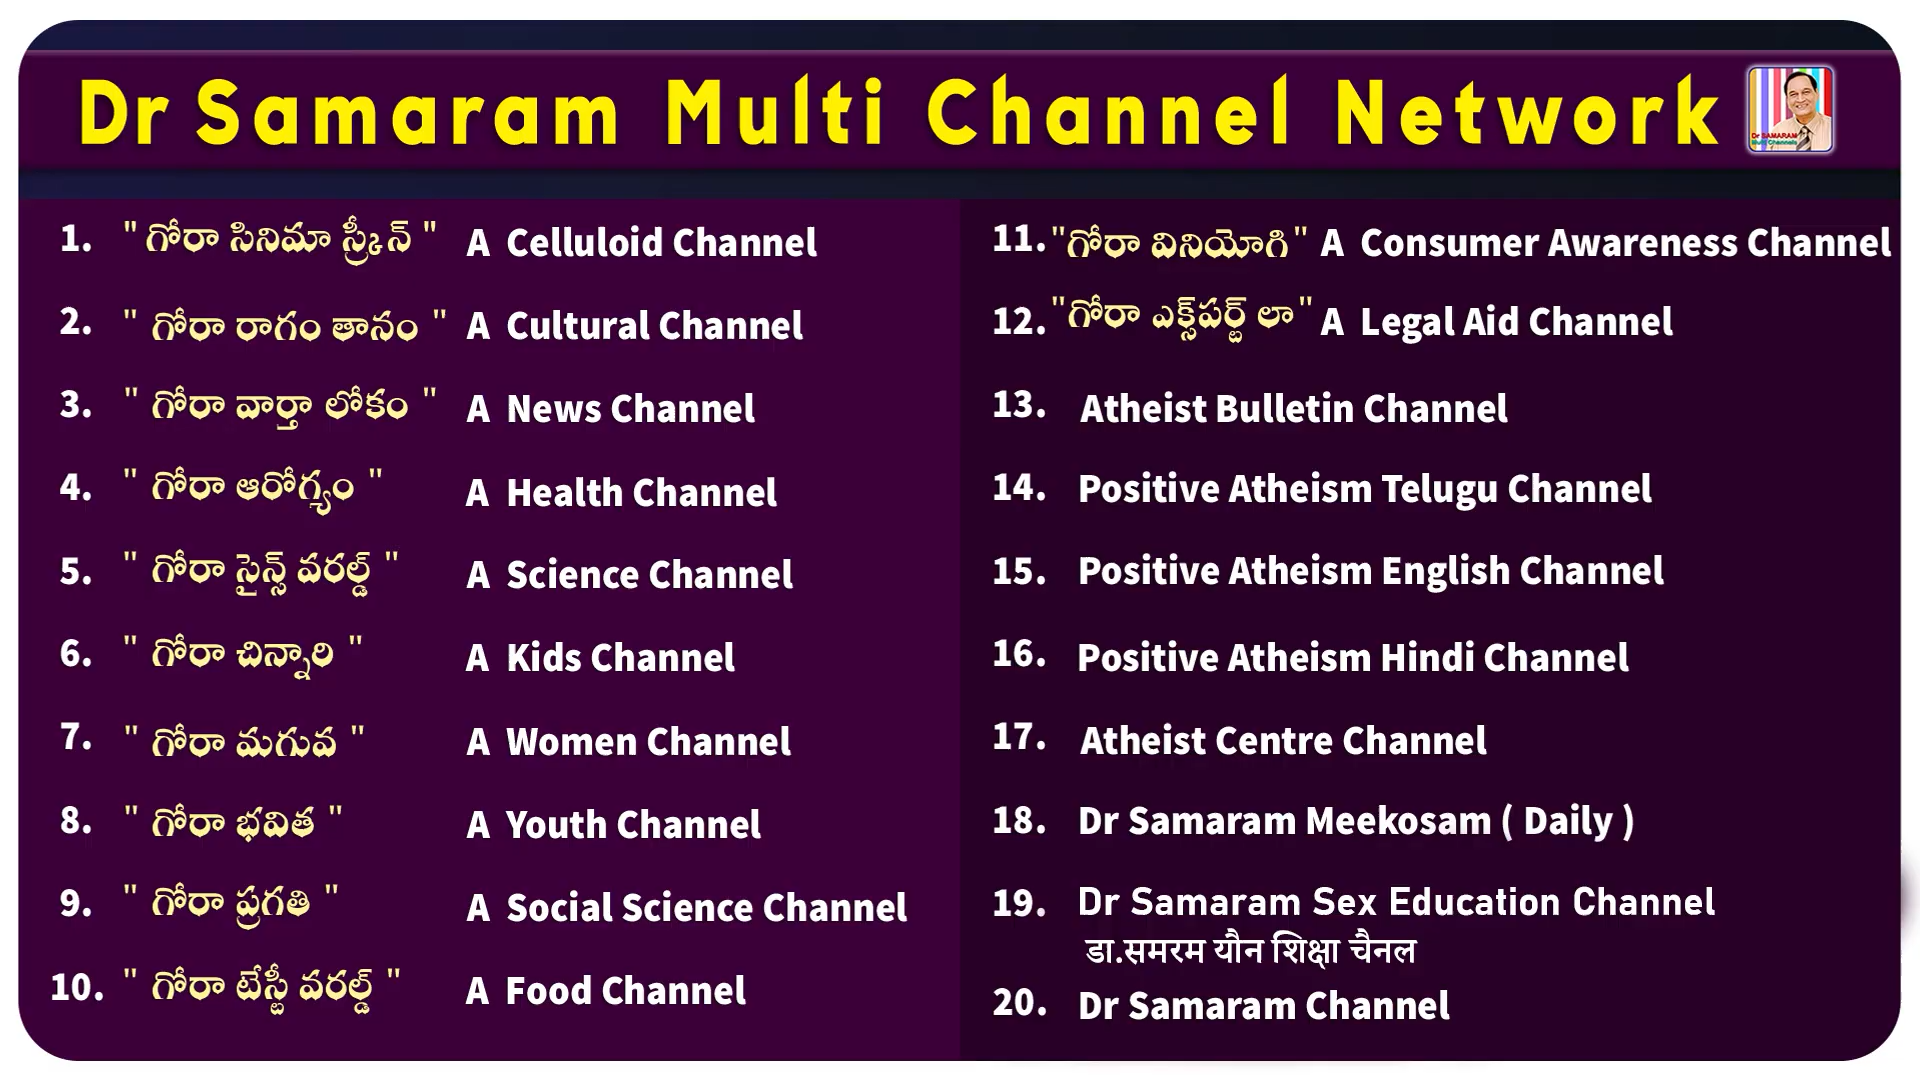 Dr Samaram Multi Channel Network
Dr SAMARAM
Multi Channels
1. " గోరా సినిమా స్క్రీన్ " A Celluloid Channel
2. " గోరా రాగం తానం " A Cultural Channel
3. " గోరా వార్తా లోకం " A News Channel
4. " గోరా ఆరోగ్యం " A Health Channel
5. " గోరా సైన్స్ వరల్డ్ " A Science Channel
6. " గోరా చిన్నారి " A Kids Channel
7. " గోరా మగువ " A Women Channel
8. " గోరా భవిత " A Youth Channel
9. " గోరా ప్రగతి " A Social Science Channel
10. " గోరా టేస్టీ వరల్డ్ " A Food Channel
11. "గోరా వినియోగి" A Consumer Awareness Channel
12. "గోరా ఎక్స్‌పర్ట్ లా" A Legal Aid Channel
13. Atheist Bulletin Channel
14. Positive Atheism Telugu Channel
15. Positive Atheism English Channel
16. Positive Atheism Hindi Channel
17. Atheist Centre Channel
18. Dr Samaram Meekosam ( Daily )
19. Dr Samaram Sex Education Channel
डा.समरम यौन शिक्षा चैनल
20. Dr Samaram Channel